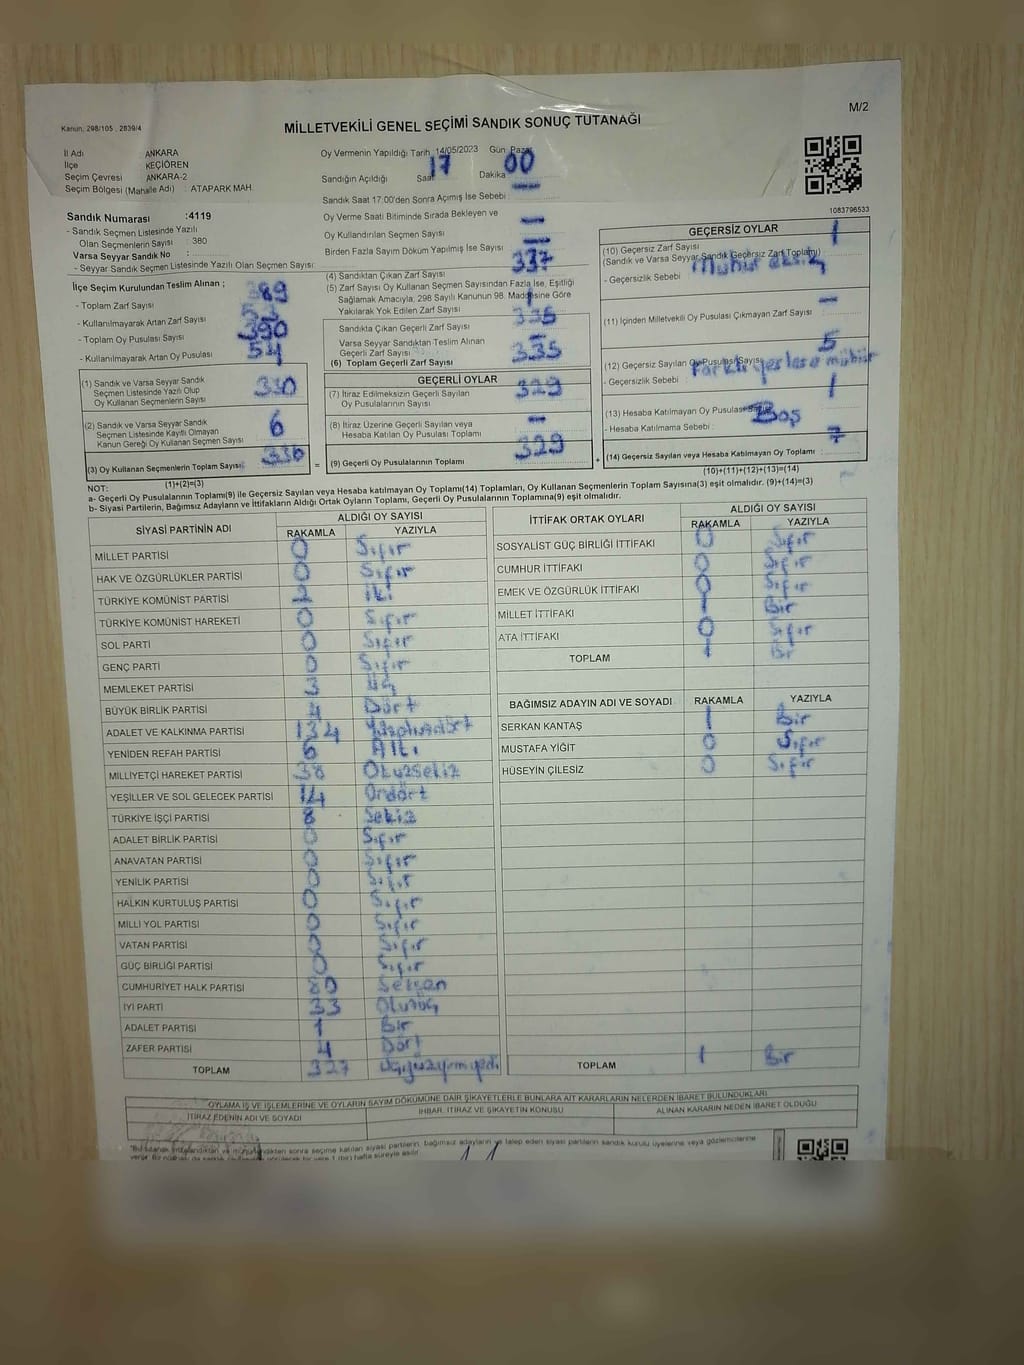 M/2
Kanun, 298/105 , 2839/4
MİLLETVEKİLİ GENEL SEÇİMİ SANDIK SONUÇ TUTANAĞI
İl Adı ANKARA
İlçe KEÇİÖREN
Seçim Çevresi ANKARA-2
Seçim Bölgesi (Mahalle Adı) : ATAPARK MAH.
Oy Vermenin Yapıldığı Tarih 14/05/2023 Gün Pazar
Sandığın Açıldığı Saat 17 Dakika 00
Sandık Saat 17:00'den Sonra Açımış İse Sebebi : —
Oy Verme Saati Bitiminde Sırada Bekleyen ve
Oy Kullandırılan Seçmen Sayısı —
Birden Fazla Sayım Döküm Yapılmış İse Sayısı —
Sandık Numarası :4119
- Sandık Seçmen Listesinde Yazılı
Olan Seçmenlerin Sayısı : 380
Varsa Seyyar Sandık No :
- Seyyar Sandık Seçmen Listesinde Yazılı Olan Seçmen Sayısı:
İlçe Seçim Kurulundan Teslim Alınan ;
- Toplam Zarf Sayısı 389
- Kullanılmayarak Artan Zarf Sayısı
- Toplam Oy Pusulası Sayısı 390
- Kullanılmayarak Artan Oy Pusulası 54
(1) Sandık ve Varsa Seyyar Sandık
Seçmen Listesinde Yazılı Olup
Oy Kullanan Seçmenlerin Sayısı 330
(2) Sandık ve Varsa Seyyar Sandık
Seçmen Listesinde Kayıtlı Olmayan
Kanun Gereği Oy Kullanan Seçmen Sayısı 6
(3) Oy Kullanan Seçmenlerin Toplam Sayısı 336
(1)+(2)=(3)
(4) Sandıktan Çıkan Zarf Sayısı 337
(5) Zarf Sayısı Oy Kullanan Seçmen Sayısından Fazla İse, Eşitliği
Sağlamak Amacıyla, 298 Sayılı Kanunun 98. Maddesine Göre
Yakılarak Yok Edilen Zarf Sayısı 1
Sandıkta Çıkan Geçerli Zarf Sayısı 335
Varsa Seyyar Sandıktan Teslim Alınan
Geçerli Zarf Sayısı —
(6) Toplam Geçerli Zarf Sayısı 335
GEÇERLİ OYLAR
(7) İtiraz Edilmeksizin Geçerli Sayılan
Oy Pusulalarının Sayısı 329
(8) İtiraz Üzerine Geçerli Sayılan veya
Hesaba Katılan Oy Pusulası Toplamı —
= (9) Geçerli Oy Pusulalarının Toplamı 329 +
1083796533
GEÇERSİZ OYLAR
(10) Geçersiz Zarf Sayısı 1
(Sandık ve Varsa Seyyar Sandık Geçersiz Zarf Toplamı)
- Geçersizlik Sebebi Mühür eksik
(11) İçinden Milletvekili Oy Pusulası Çıkmayan Zarf Sayısı —
(12) Geçersiz Sayılan Oy Pusulası Sayısı 5
- Geçersizlik Sebebi Farklı yerlere mühür
(13) Hesaba Katılmayan Oy Pusulası Sayısı 1
- Hesaba Katılmama Sebebi : Boş
(14) Geçersiz Sayılan veya Hesaba Katılmayan Oy Toplamı : 7
(10)+(11)+(12)+(13)=(14)
NOT:
a- Geçerli Oy Pusulalarının Toplamı(9) ile Geçersiz Sayılan veya Hesaba katılmayan Oy Toplamı(14) Toplamları, Oy Kullanan Seçmenlerin Toplam Sayısına(3) eşit olmalıdır. (9)+(14)=(3)
b- Siyasi Partilerin, Bağımsız Adayların ve İttifakların Aldığı Ortak Oyların Toplamı, Geçerli Oy Pusulalarının Toplamına(9) eşit olmalıdır.
SİYASİ PARTİNİN ADI ALDIĞI OY SAYISI
RAKAMLA YAZIYLA
MİLLET PARTİSİ 0 Sıfır
HAK VE ÖZGÜRLÜKLER PARTİSİ 0 Sıfır
TÜRKİYE KOMÜNİST PARTİSİ 2 İki
TÜRKİYE KOMÜNİST HAREKETİ 0 Sıfır
SOL PARTİ 0 Sıfır
GENÇ PARTİ 0 Sıfır
MEMLEKET PARTİSİ 3 Üç
BÜYÜK BİRLİK PARTİSİ 4 Dört
ADALET VE KALKINMA PARTİSİ 134 Yüzotuzdört
YENİDEN REFAH PARTİSİ 6 Altı
MİLLİYETÇİ HAREKET PARTİSİ 38 Otuzsekiz
YEŞİLLER VE SOL GELECEK PARTİSİ 14 Ondört
TÜRKİYE İŞÇİ PARTİSİ 8 Sekiz
ADALET BİRLİK PARTİSİ 0 Sıfır
ANAVATAN PARTİSİ 0 Sıfır
YENİLİK PARTİSİ 0 Sıfır
HALKIN KURTULUŞ PARTİSİ 0 Sıfır
MİLLİ YOL PARTİSİ 0 Sıfır
VATAN PARTİSİ 0 Sıfır
GÜÇ BİRLİĞİ PARTİSİ 0 Sıfır
CUMHURİYET HALK PARTİSİ 80 Seksen
İYİ PARTİ 33 Otuzüç
ADALET PARTİSİ 1 Bir
ZAFER PARTİSİ 4 Dört
TOPLAM 327 Üçyüzyirmiyedi
İTTİFAK ORTAK OYLARI ALDIĞI OY SAYISI
RAKAMLA YAZIYLA
SOSYALİST GÜÇ BİRLİĞİ İTTİFAKI 0 Sıfır
CUMHUR İTTİFAKI 0 Sıfır
EMEK VE ÖZGÜRLÜK İTTİFAKI 0 Sıfır
MİLLET İTTİFAKI 1 Bir
ATA İTTİFAKI 0 Sıfır
TOPLAM 1 Bir
BAĞIMSIZ ADAYIN ADI VE SOYADI RAKAMLA YAZIYLA
SERKAN KANTAŞ 1 Bir
MUSTAFA YİĞİT 0 Sıfır
HÜSEYİN ÇİLESİZ 0 Sıfır
TOPLAM 1 Bir
OYLAMA İŞ VE İŞLEMLERİNE VE OYLARIN SAYIM DÖKÜMÜNE DAİR ŞİKAYETLERLE BUNLARA AİT KARARLARIN NELERDEN İBARET BULUNDUKLARI
İTİRAZ EDENİN ADI VE SOYADI İHBAR, İTİRAZ VE ŞİKAYETİN KONUSU ALINAN KARARIN NEDEN İBARET OLDUĞU